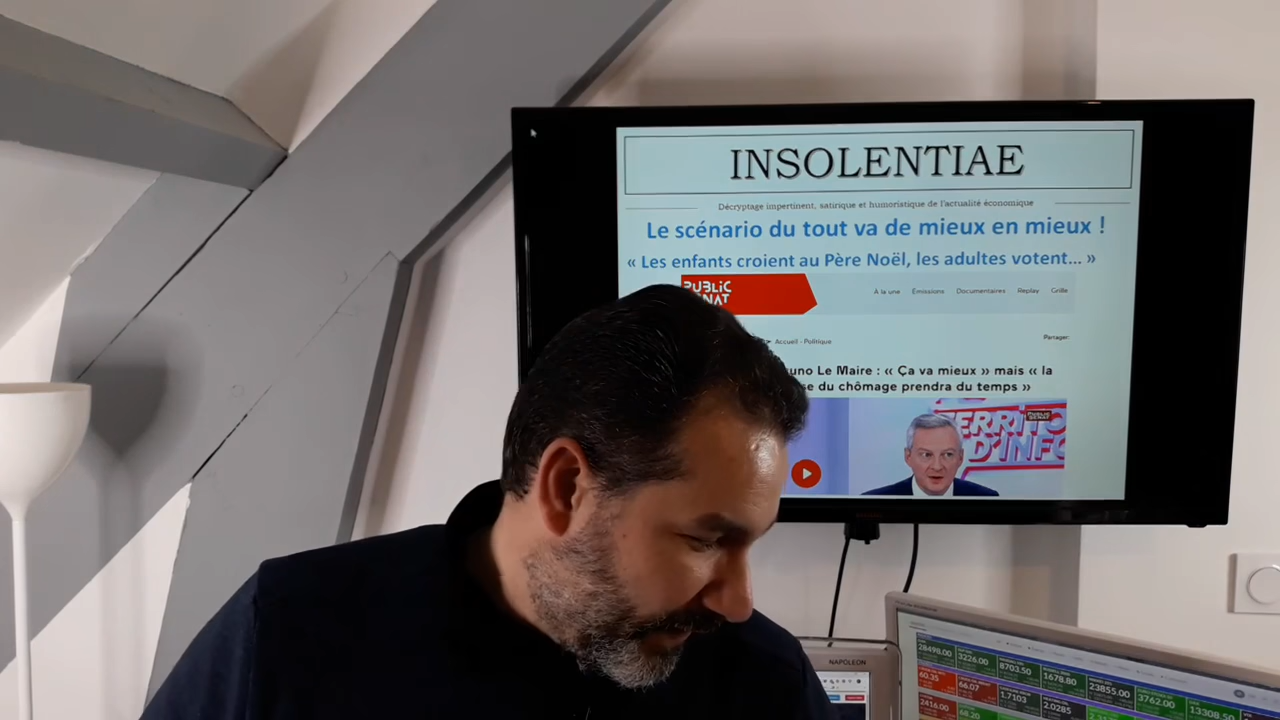 INSOLENTIAE
Décryptage impertinent, satirique et humoristique de l'actualité économique
Le scénario du tout va de mieux en mieux !
« Les enfants croient au Père Noël, les adultes votent... »
PUBLIC
NAT
À la une Émissions Documentaires Replay Grille
Accueil - Politique
Partager:
uno Le Maire : « Ça va mieux » mais « la
se du chômage prendra du temps »
TERRITO
D'INFO
NAPOLEON
28498.00 3226.00 8703.50 1678.80 23855.00 3762.00 13308.50
60.35 66.07 1.7103 2.0285
2416.00 68.20